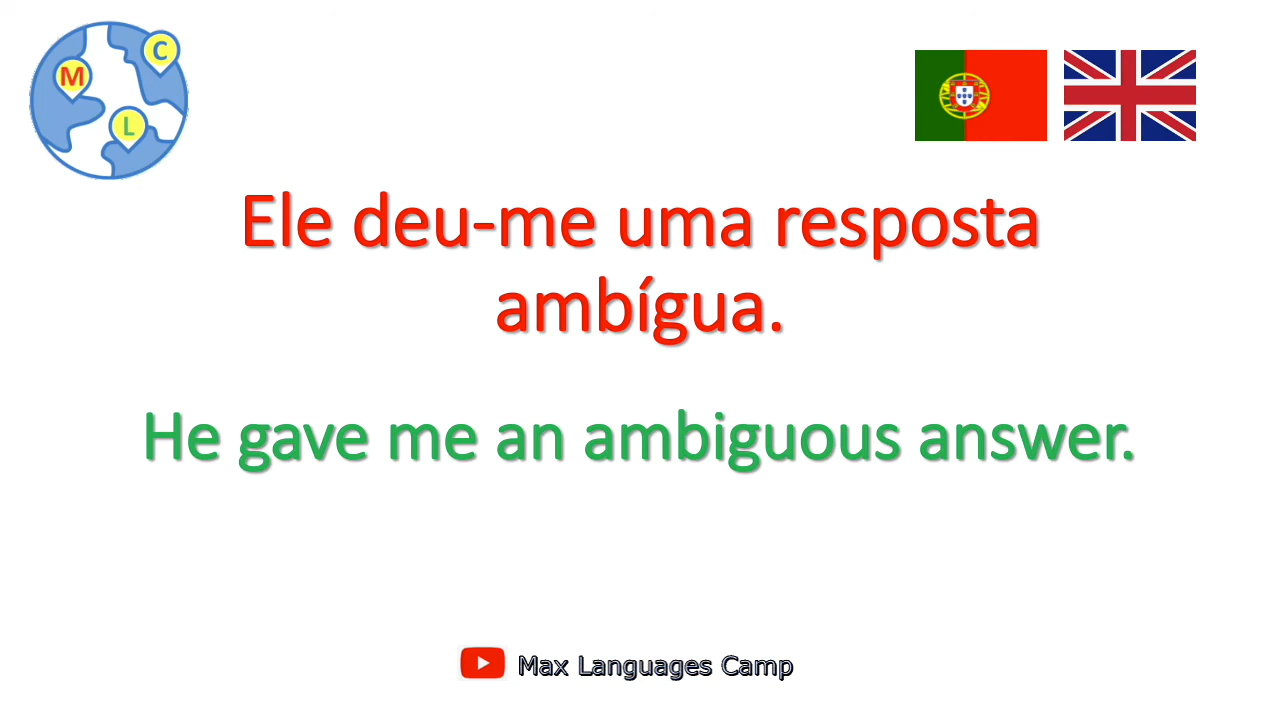 C
M
L
Ele deu-me uma resposta
ambígua.
He gave me an ambiguous answer.
Max Languages Camp